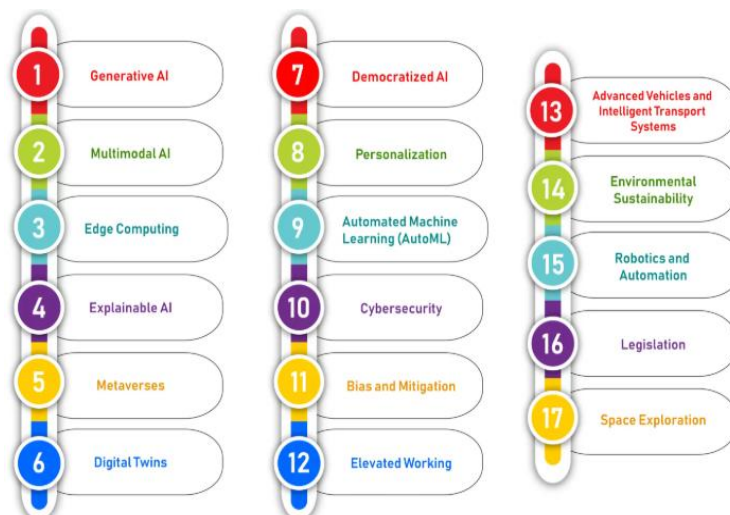 1
Generative AI
2
Multimodal AI
3
Edge Computing
4
Explainable AI
5
Metaverses
6
Digital Twins
7
Democratized AI
8
Personalization
9
Automated Machine
Learning (AutoML)
10
Cybersecurity
11
Bias and Mitigation
12
Elevated Working
13
Advanced Vehicles and
Intelligent Transport
Systems
14
Environmental
Sustainability
15
Robotics and
Automation
16
Legislation
17
Space Exploration